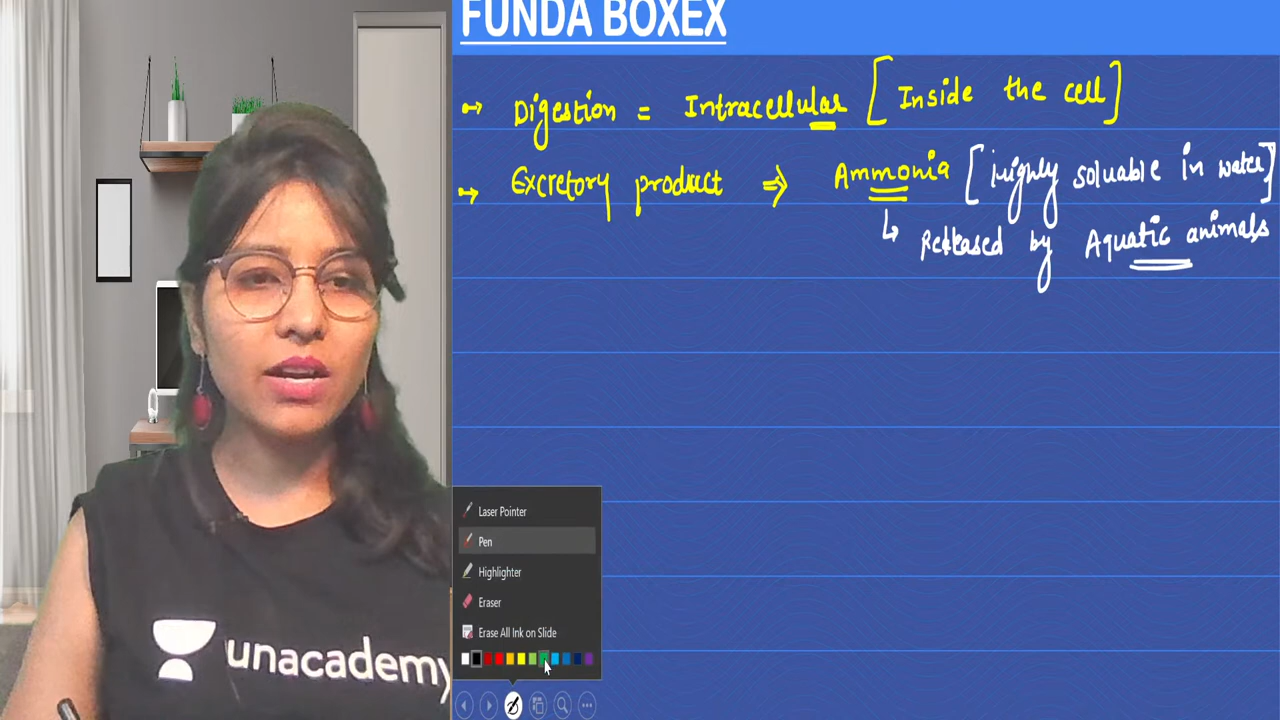 FUNDA BOXEX
↦ Digestion = Intracellular [Inside the cell]
↦ Excretory product ⇒ Ammonia [highly soluable in water]
↳ Released by Aquatic animals
Laser Pointer
Pen
Highlighter
Eraser
Erase All Ink on Slide
unacademy